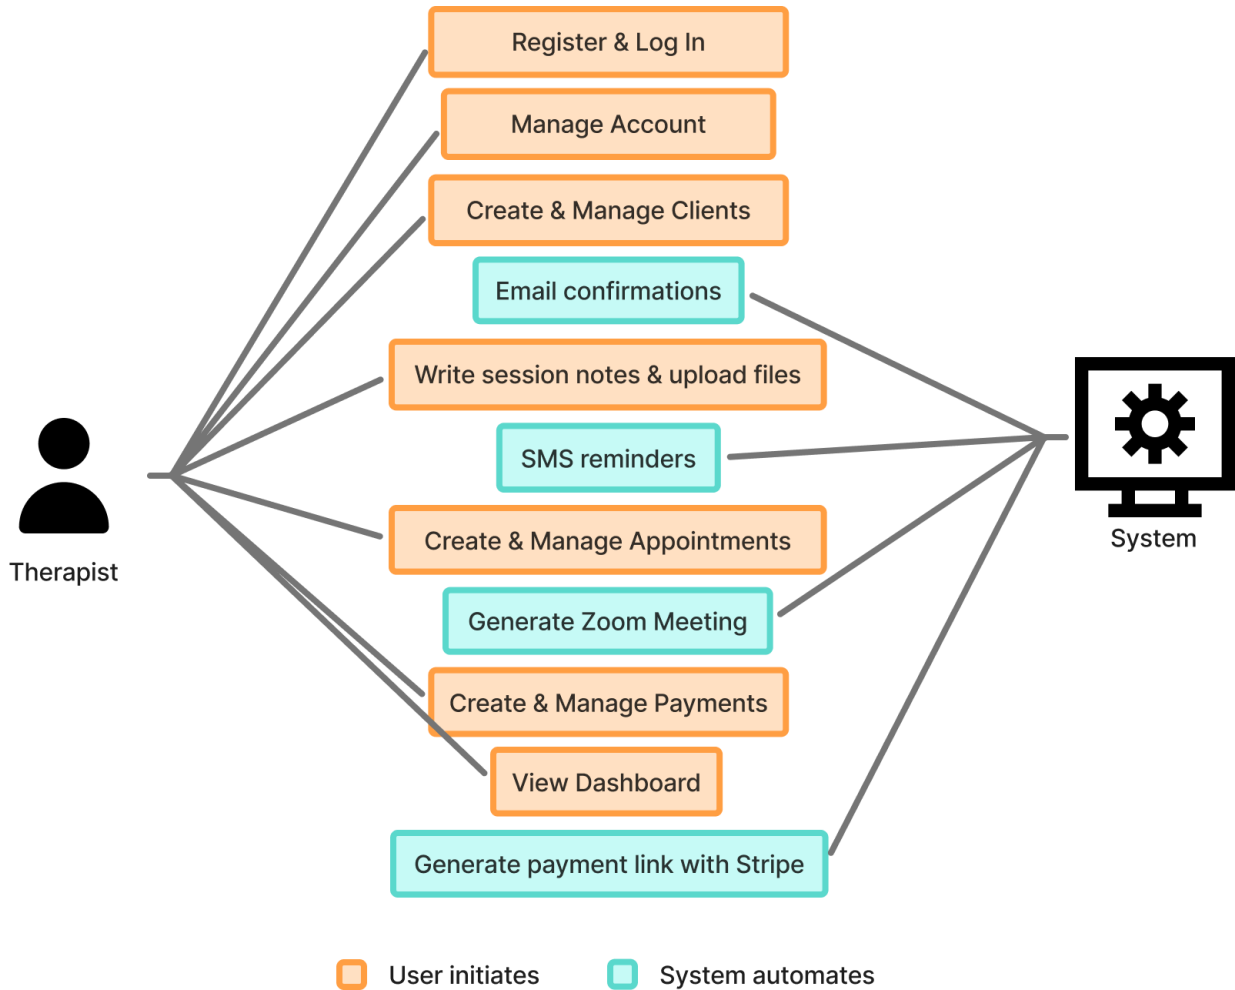 Register & Log In
Manage Account
Create & Manage Clients
Email confirmations
Write session notes & upload files
SMS reminders
Create & Manage Appointments
Generate Zoom Meeting
Create & Manage Payments
View Dashboard
Generate payment link with Stripe
Therapist
System
User initiates
System automates